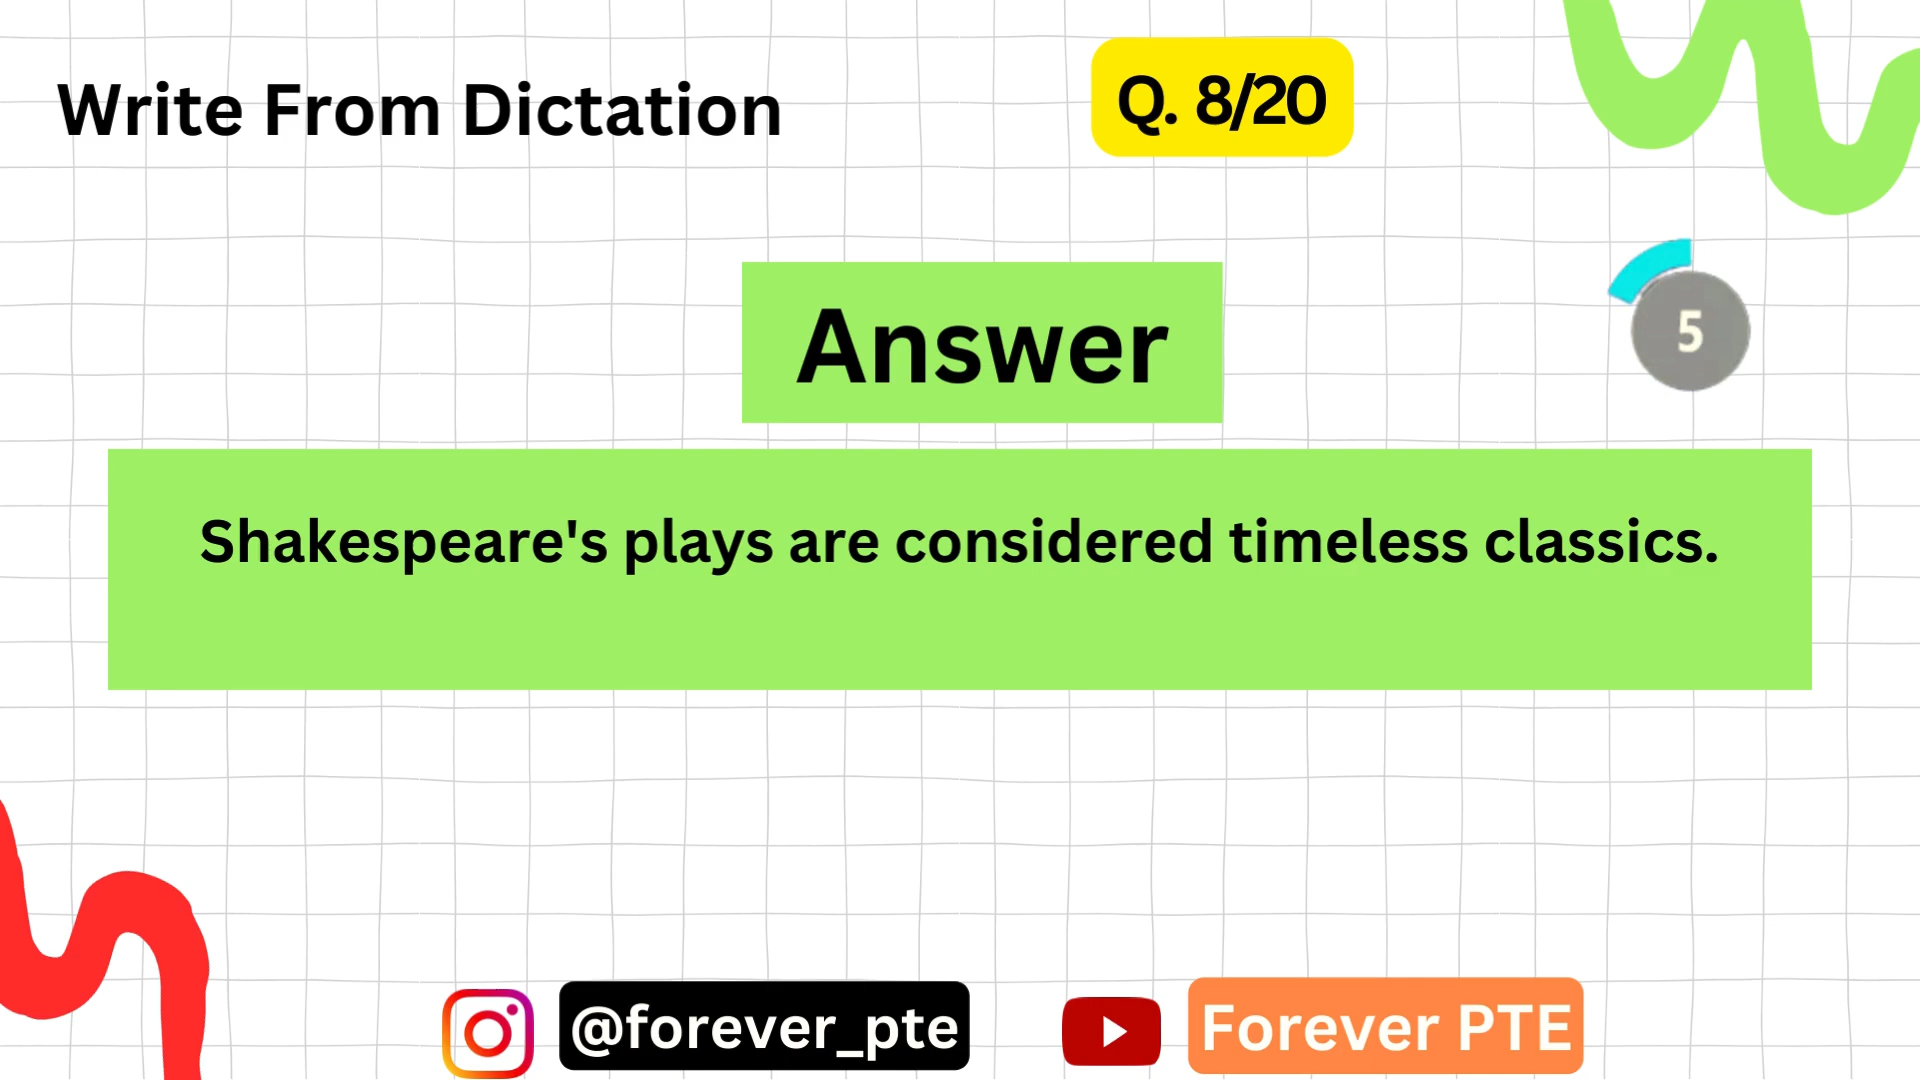 Write From Dictation
Q. 8/20
Answer
5
Shakespeare's plays are considered timeless classics.
@forever_pte
Forever PTE